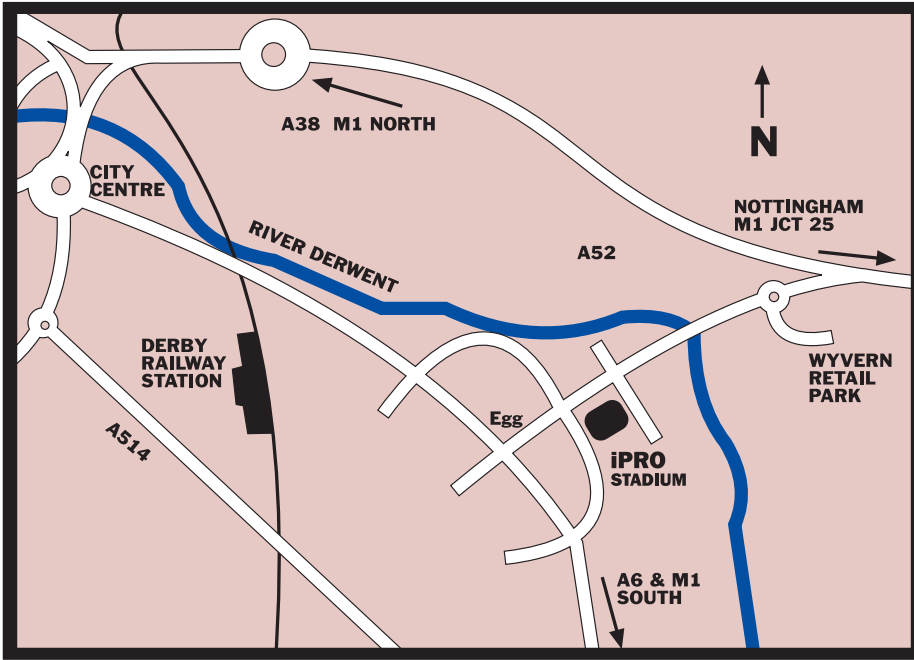 A38 M1 NORTH
N
CITY
CENTRE
NOTTINGHAM
M1 JCT 25
RIVER DERWENT
A52
DERBY
RAILWAY
STATION
WYVERN
RETAIL
PARK
Egg
A514
iPRO
STADIUM
A6 & M1
SOUTH